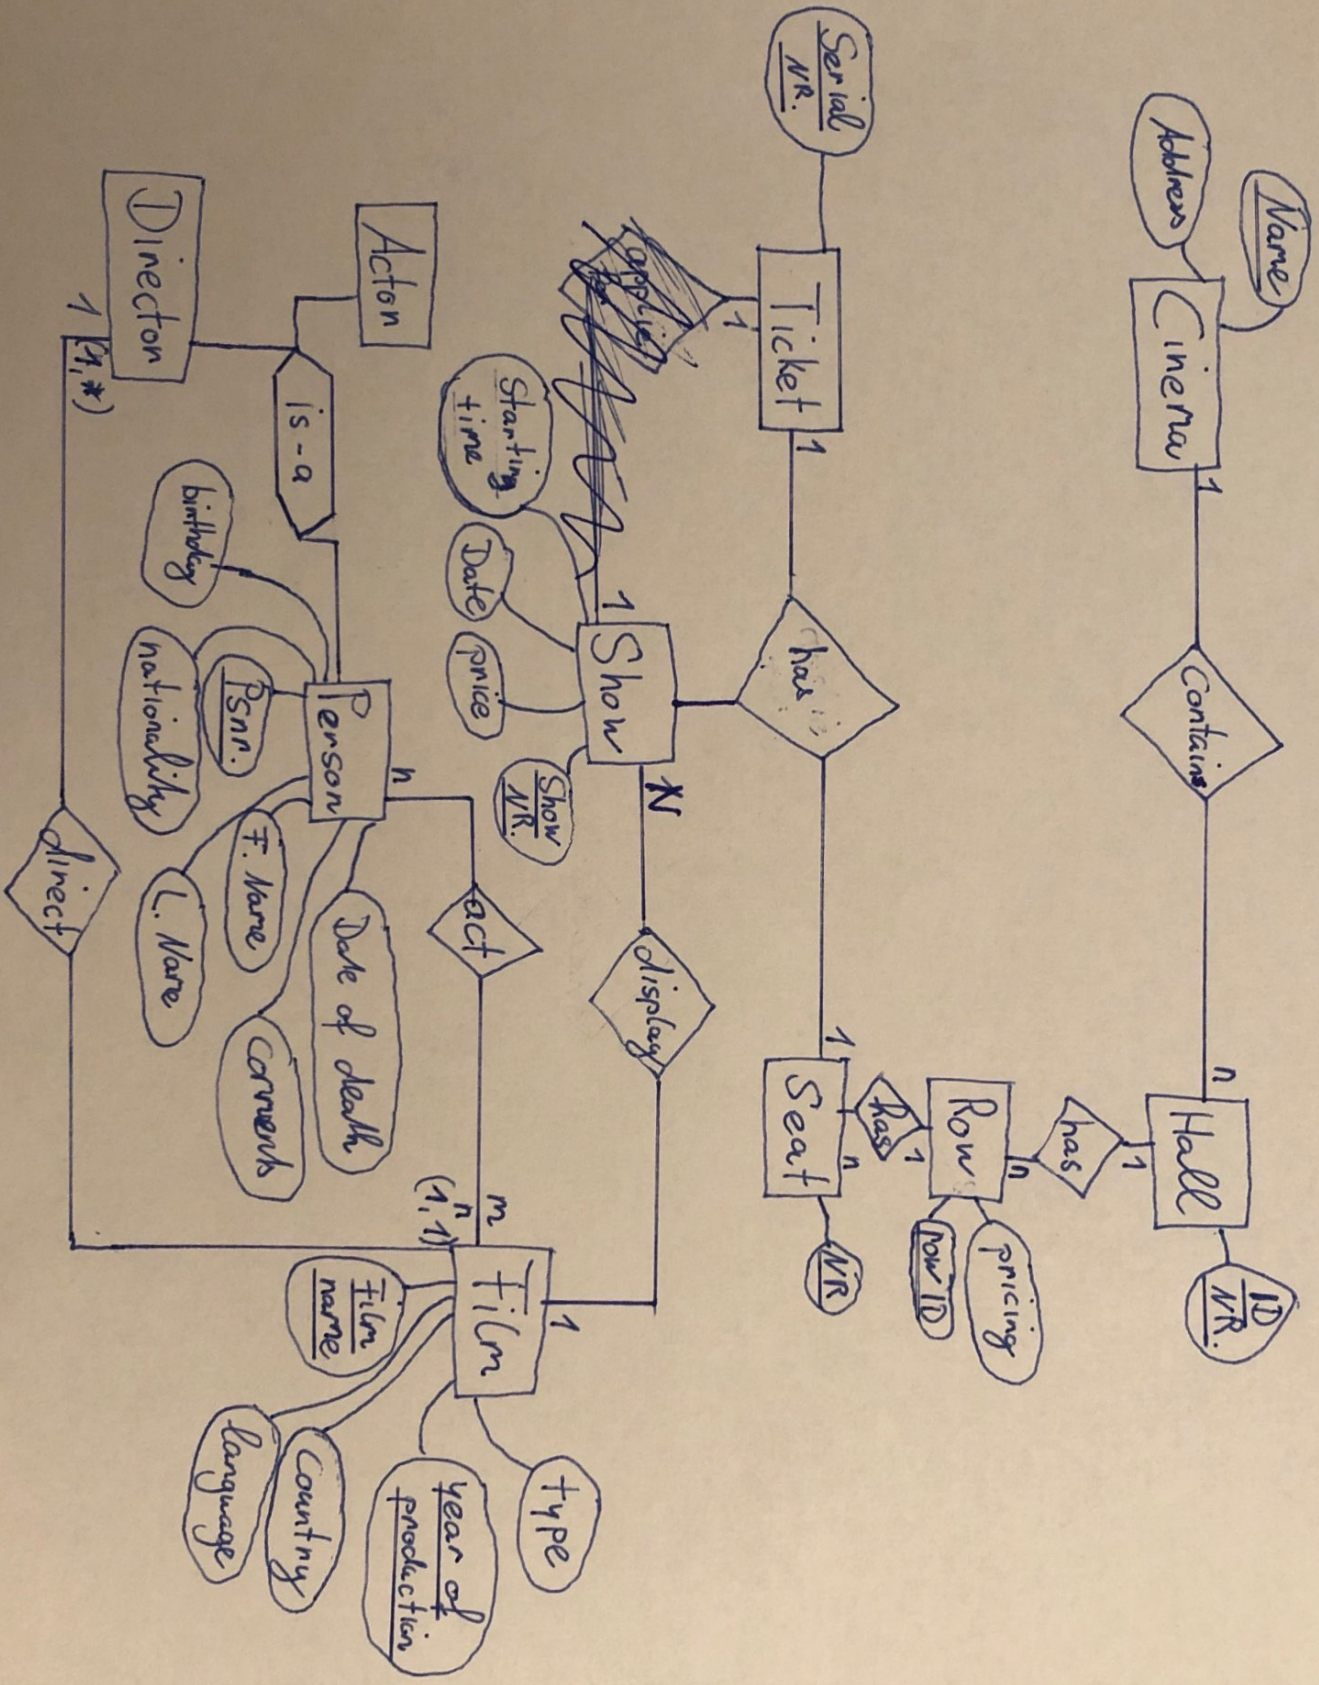 Name
Address
Cinema
1
Contains
n
Hall
1
ID
NR.
has
n
Row
pricing
row ID
1
has
n
Seat
NR
1
Serial
NR.
Ticket
1
1
has
applies
for
1
Show
Starting
time
Date
price
Show
NR.
N
display
1
Film
Film
name
language
Country
year of
production
type
m
n
(1,1)
act
n
Person
birthday
nationality
Psnr.
F. Name
L. Name
Comments
Date of death
is-a
Actor
Director
1
(1,*)
direct